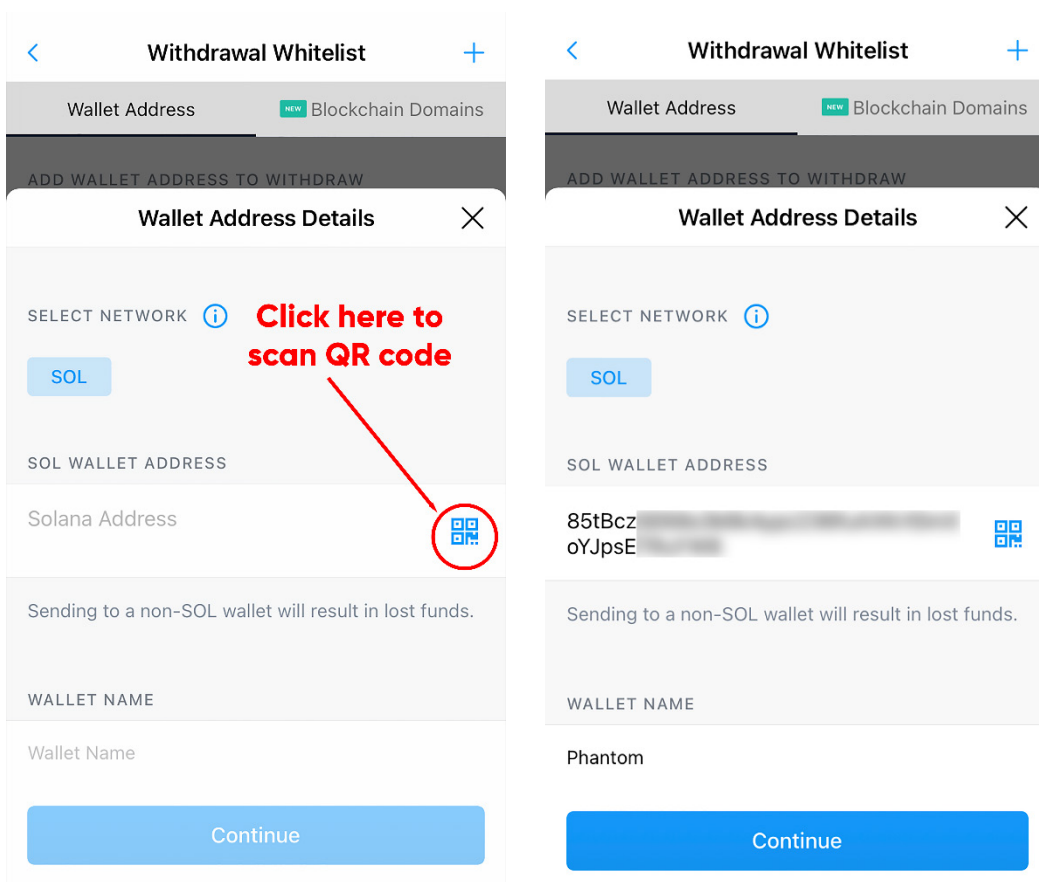 Withdrawal Whitelist
Wallet Address NEW Blockchain Domains
ADD WALLET ADDRESS TO WITHDRAW
Wallet Address Details
SELECT NETWORK
Click here to
scan QR code
SOL
SOL WALLET ADDRESS
Solana Address
Sending to a non-SOL wallet will result in lost funds.
WALLET NAME
Wallet Name
Continue
Withdrawal Whitelist
Wallet Address NEW Blockchain Domains
ADD WALLET ADDRESS TO WITHDRAW
Wallet Address Details
SELECT NETWORK
SOL
SOL WALLET ADDRESS
85tBcz
oYJpsE
Sending to a non-SOL wallet will result in lost funds.
WALLET NAME
Phantom
Continue